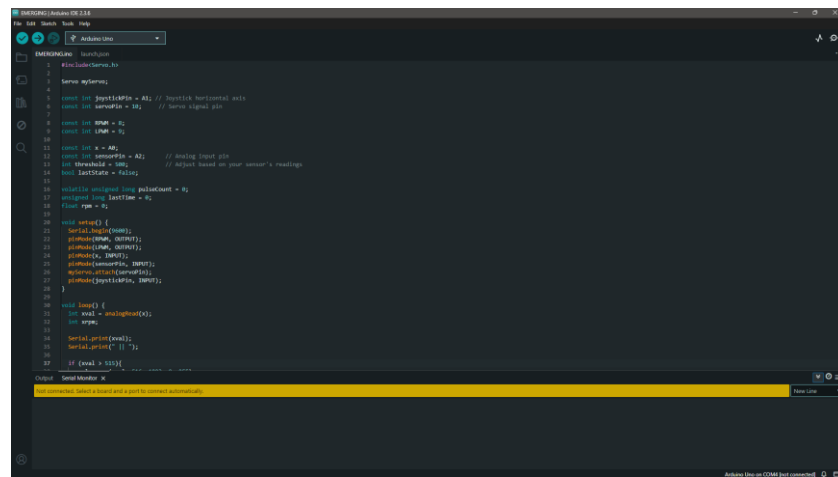 EMERGING | Arduino IDE 2.3.6
File Edit Sketch Tools Help
Arduino Uno
EMERGING.ino launch.json
1 #include<Servo.h>
2
3 Servo myServo;
4
5 const int joystickPin = A1; // Joystick horizontal axis
6 const int servoPin = 10; // Servo signal pin
7
8 const int RPWM = 8;
9 const int LPWM = 9;
10
11 const int x = A0;
12 const int sensorPin = A2; // Analog input pin
13 int threshold = 500; // Adjust based on your sensor's readings
14 bool lastState = false;
15
16 volatile unsigned long pulseCount = 0;
17 unsigned long lastTime = 0;
18 float rpm = 0;
19
20 void setup() {
21 Serial.begin(9600);
22 pinMode(RPWM, OUTPUT);
23 pinMode(LPWM, OUTPUT);
24 pinMode(x, INPUT);
25 pinMode(sensorPin, INPUT);
26 myServo.attach(servoPin);
27 pinMode(joystickPin, INPUT);
28 }
29
30 void loop() {
31 int xval = analogRead(x);
32 int xrpm;
33
34 Serial.print(xval);
35 Serial.print(" || ");
36
37 if (xval > 515){
Output Serial Monitor X
Not connected. Select a board and a port to connect automatically.
New Line
Arduino Uno on COM4 [not connected]